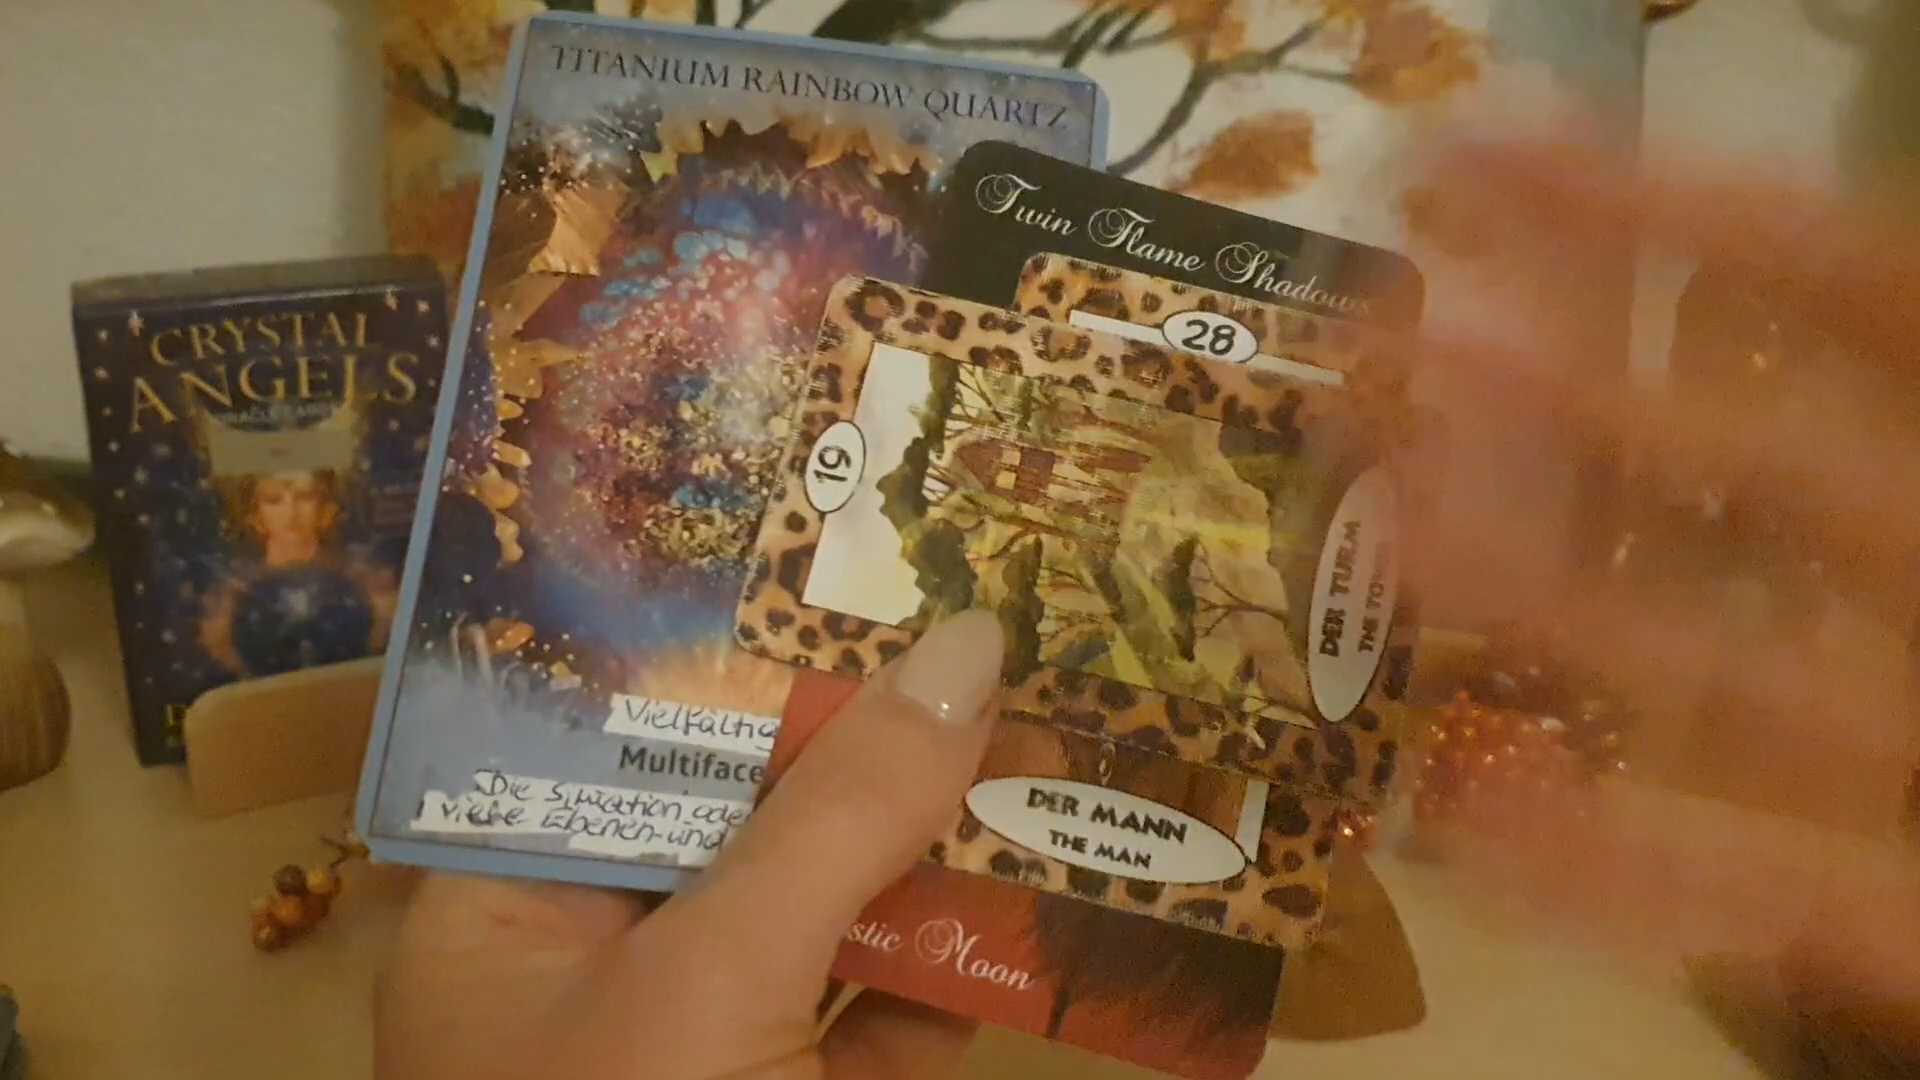 TITANIUM RAINBOW QUARTZ
Twin Flame Shadows
28
CRYSTAL
ANGELS
19
DER TURM
THE
Vielfältig
Multiface
Die Situation oder
viele Ebenen und
DER MANN
THE MAN
stic Moon